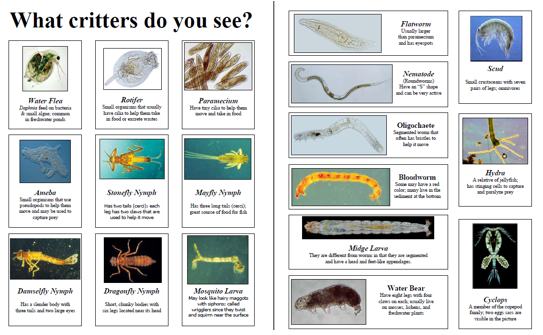 What critters do you see?
Water Flea
Daphnia feed on bacteria
& small algae; common
in freshwater ponds
Rotifer
Small organisms that usually
have cilia to help them take
in food or excrete wastes
Paramecium
Have tiny cilia to help them
move and take in food
Ameba
Small organisms that use
pseudopods to help them
move and may be used to
capture prey
Stonefly Nymph
Has two tails (cerci); each
leg has two claws that are
used to help it move
Mayfly Nymph
Has three long tails (cerci),
great source of food for fish
Damselfly Nymph
Has a slender body with
three tails and two large eyes
Dragonfly Nymph
Short, chunky bodies with
six legs located near its head
Mosquito Larva
May look like hairy maggots
with siphons; called
wrigglers since they twist
and squirm near the surface
Flatworm
Usually larger
than paramecium
and has eyespots
Nematode
(Roundworms)
Have an "S" shape
and can be very active
Oligochaete
Segmented worm that
often has bristles to
help it move
Bloodworm
Some may have a red
color; many live in the
sediment at the bottom
Midge Larva
They are different from worms in that they are segmented
and have a head and feet-like appendages.
Water Bear
Have eight legs with four
claws on each; usually live
on mosses, lichens, and
freshwater plants
Scud
Small crustaceans with seven
pairs of legs; omnivores
Hydra
A relative of jellyfish;
has stinging cells to capture
and paralyze prey
Cyclops
A member of the copepod
family; two eggs sacs are
visible in the picture